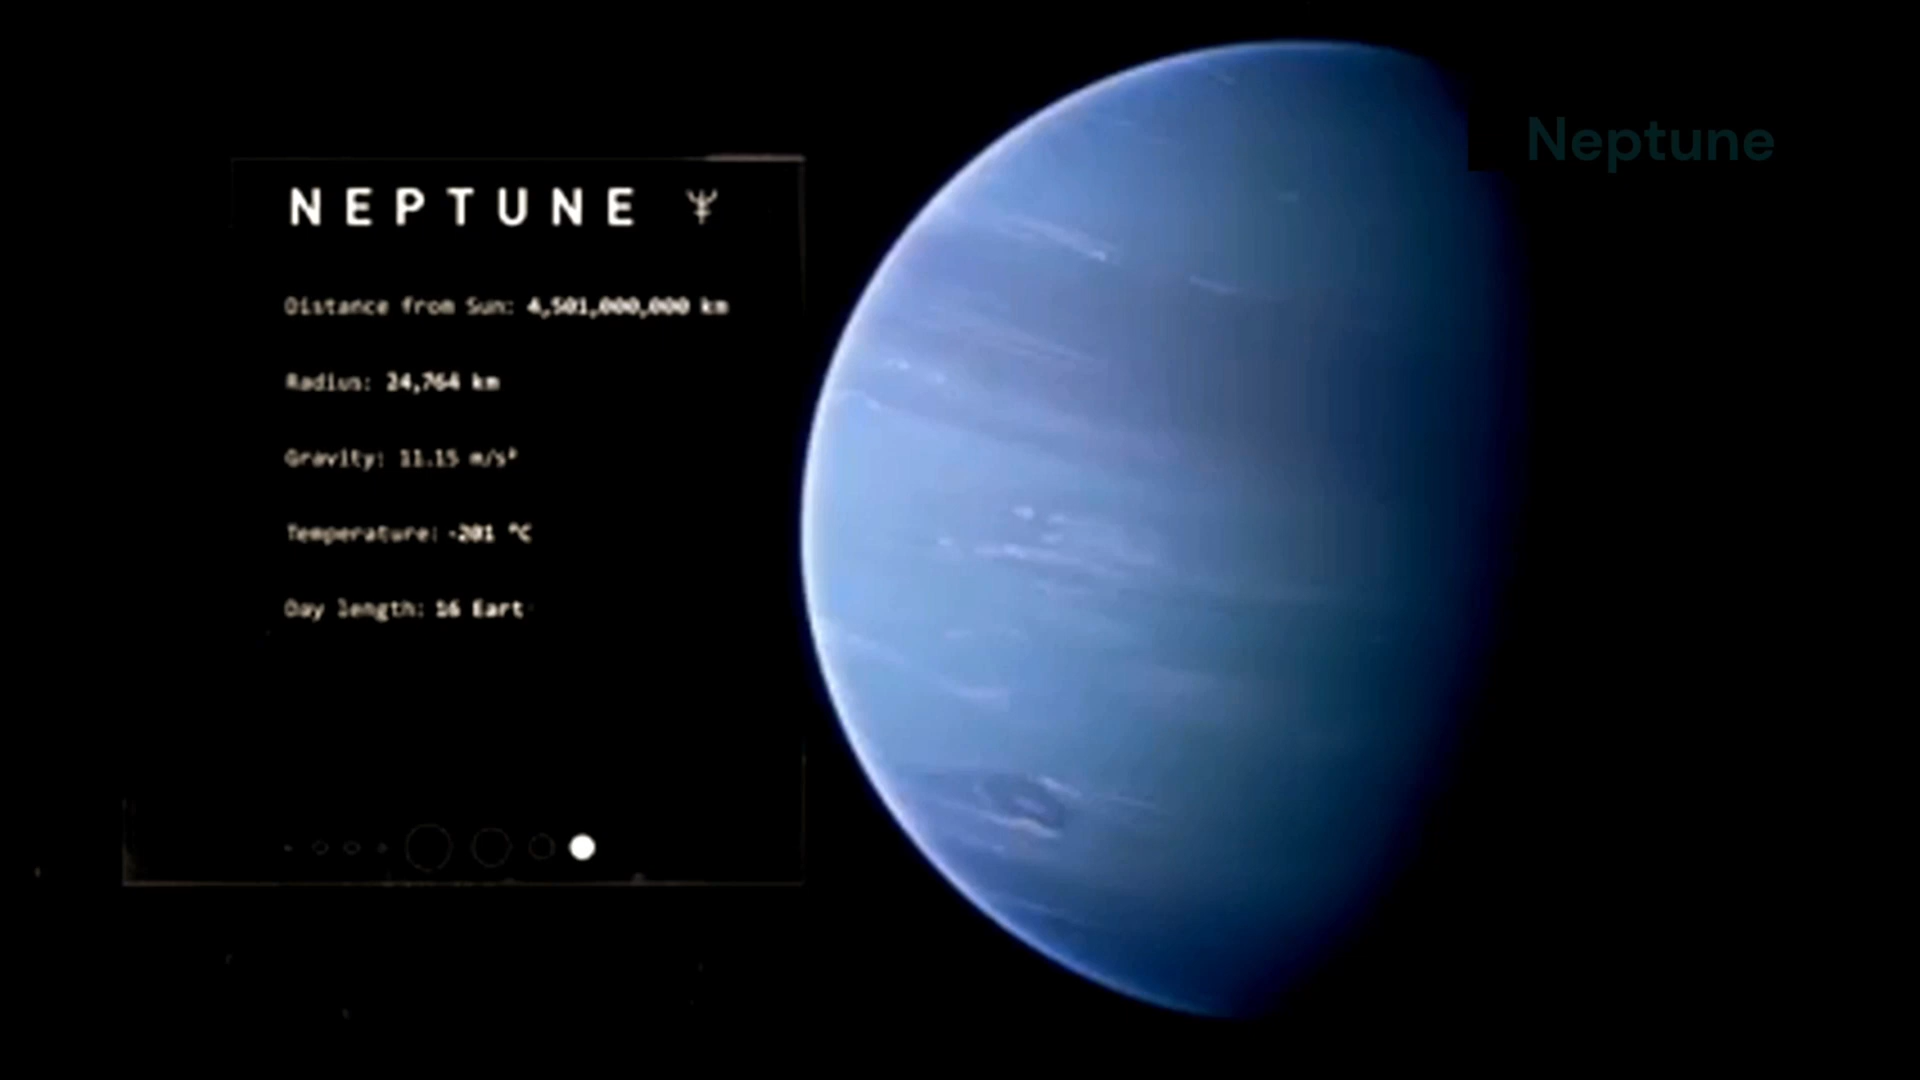 NEPTUNE ♆
Neptune
Distance from Sun: 4,501,000,000 km
Radius: 24,764 km
Gravity: 11.15 m/s²
Temperature: -201 °C
Day length: 16 Eart